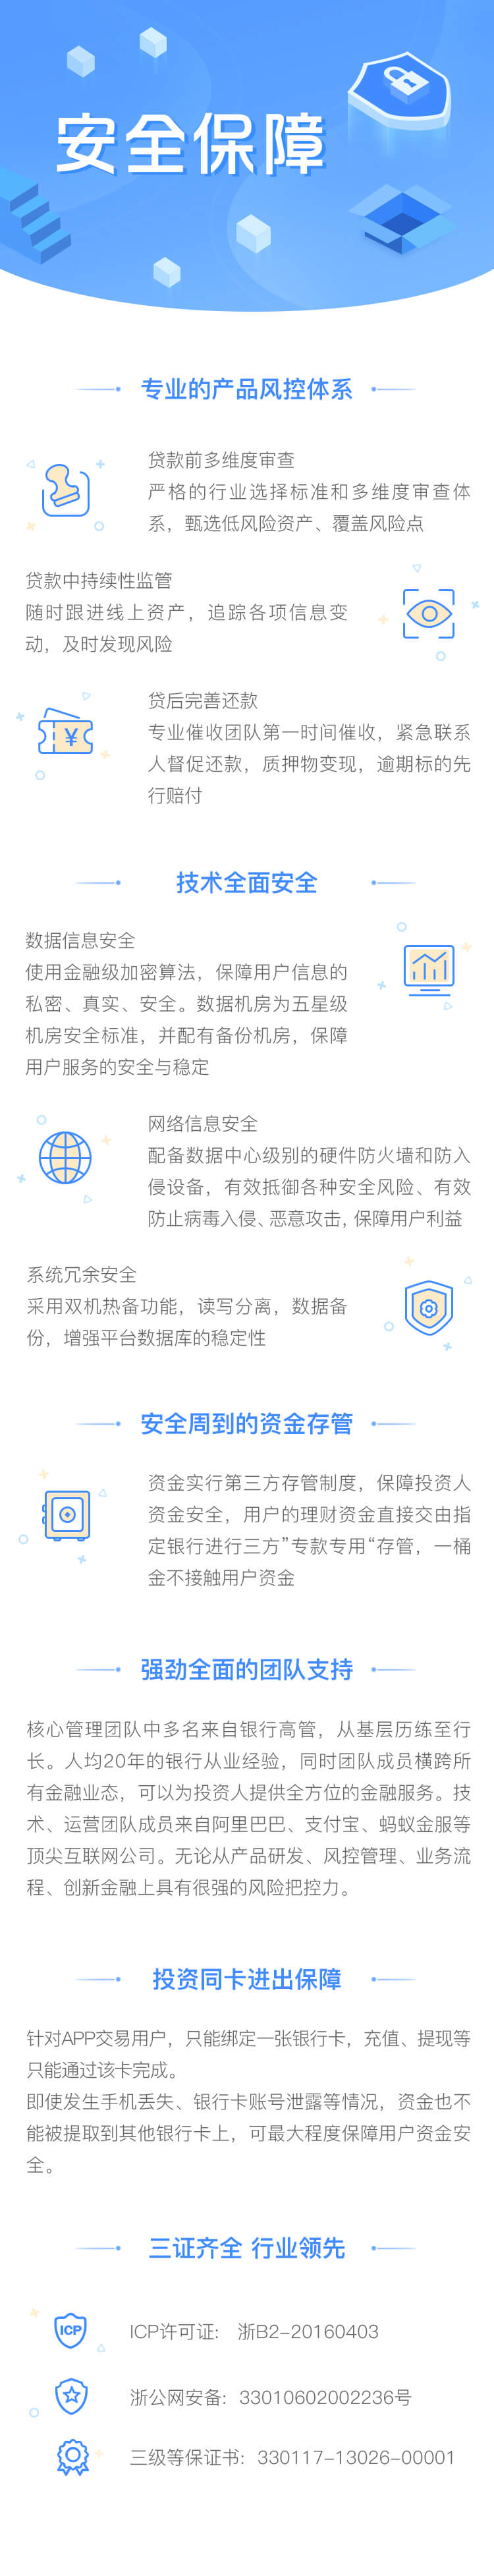 安全保障
专业的产品风控体系
贷款前多维度审查
严格的行业选择标准和多维度审查体
系，甄选低风险资产、覆盖风险点
贷款中持续性监管
随时跟进线上资产，追踪各项信息变
动，及时发现风险
¥
贷后完善还款
专业催收团队第一时间催收，紧急联系
人督促还款，质押物变现，逾期标的先
行赔付
技术全面安全
数据信息安全
使用金融级加密算法，保障用户信息的
私密、真实、安全。数据机房为五星级
机房安全标准，并配有备份机房，保障
用户服务的安全与稳定
网络信息安全
配备数据中心级别的硬件防火墙和防入
侵设备，有效抵御各种安全风险、有效
防止病毒入侵、恶意攻击，保障用户利益
系统冗余安全
采用双机热备功能，读写分离，数据备
份，增强平台数据库的稳定性
安全周到的资金存管
资金实行第三方存管制度，保障投资人
资金安全，用户的理财资金直接交由指
定银行进行三方”专款专用“存管，一桶
金不接触用户资金
强劲全面的团队支持
核心管理团队中多名来自银行高管，从基层历练至行
长。人均20年的银行从业经验，同时团队成员横跨所
有金融业态，可以为投资人提供全方位的金融服务。技
术、运营团队成员来自阿里巴巴、支付宝、蚂蚁金服等
顶尖互联网公司。无论从产品研发、风控管理、业务流
程、创新金融上具有很强的风险把控力。
投资同卡进出保障
针对APP交易用户，只能绑定一张银行卡，充值、提现等
只能通过该卡完成。
即使发生手机丢失、银行卡账号泄露等情况，资金也不
能被提取到其他银行卡上，可最大程度保障用户资金安
全。
三证齐全 行业领先
ICP
ICP许可证： 浙B2-20160403
浙公网安备：33010602002236号
三级等保证书：330117-13026-00001